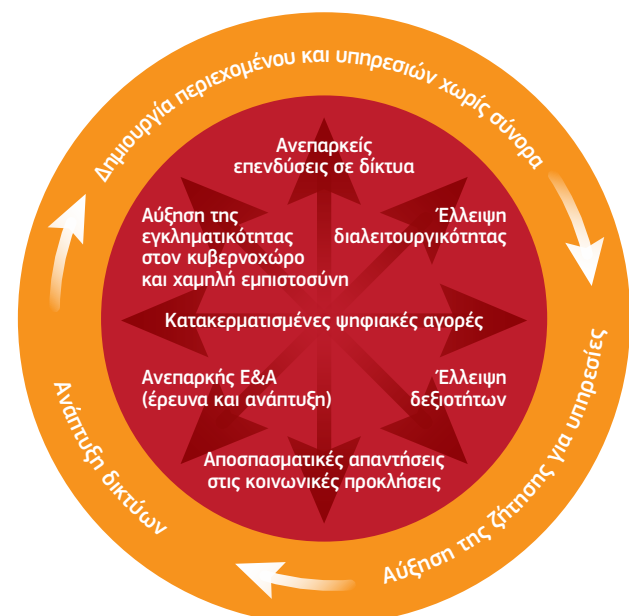 Δημιουργία περιεχομένου και υπηρεσιών χωρίς σύνορα
Ανεπαρκείς
επενδύσεις σε δίκτυα
Αύξηση της
εγκληματικότητας
στον κυβερνοχώρο
και χαμηλή εμπιστοσύνη
Έλλειψη
διαλειτουργικότητας
Κατακερματισμένες ψηφιακές αγορές
Ανεπαρκής Ε&Α
(έρευνα και ανάπτυξη)
Έλλειψη
δεξιοτήτων
Αποσπασματικές απαντήσεις
στις κοινωνικές προκλήσεις
Αύξηση της ζήτησης για υπηρεσίες
Ανάπτυξη δικτύων